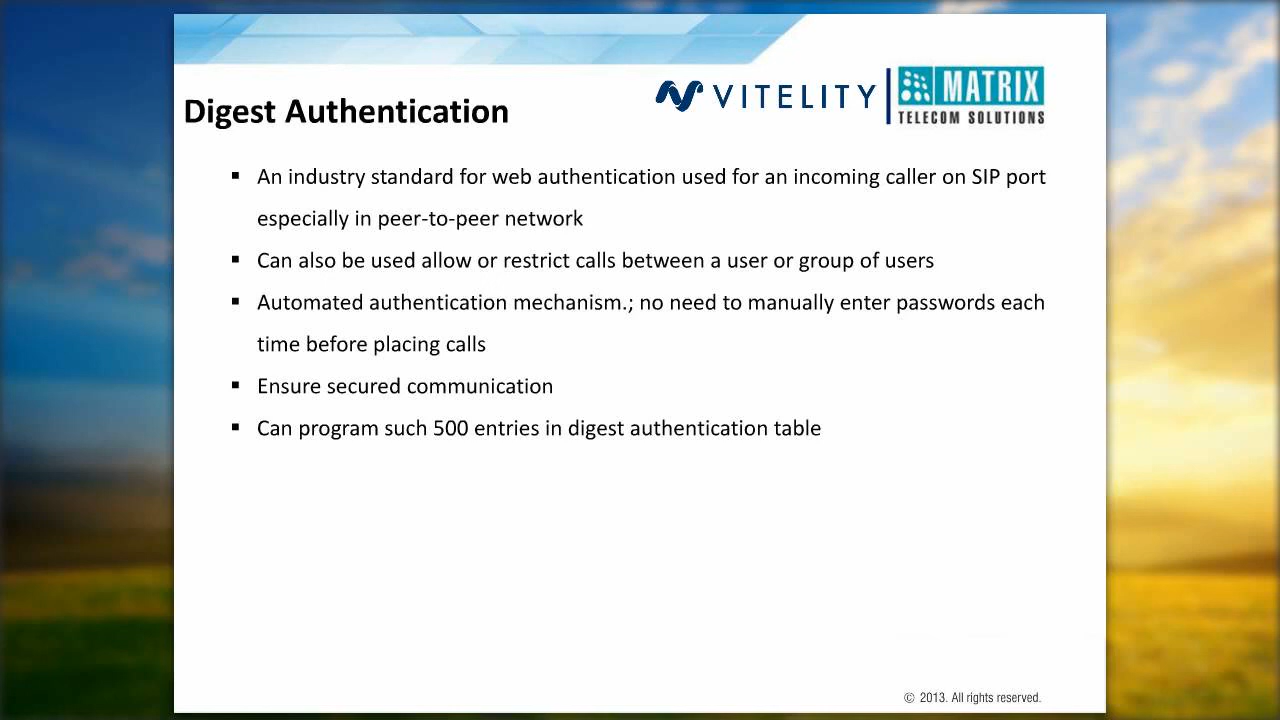 VITELITY
MATRIX
TELECOM SOLUTIONS
Digest Authentication
▪ An industry standard for web authentication used for an incoming caller on SIP port
especially in peer-to-peer network
▪ Can also be used allow or restrict calls between a user or group of users
▪ Automated authentication mechanism.; no need to manually enter passwords each
time before placing calls
▪ Ensure secured communication
▪ Can program such 500 entries in digest authentication table
© 2013. All rights reserved.